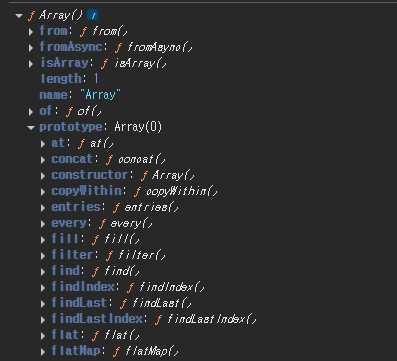 ▼ ƒ Array() i
▶ from: ƒ from(,
▶ fromAsync: ƒ fromAsync(,
▶ isArray: ƒ isArray(,
length: 1
name: "Array"
▶ of: ƒ of(,
▼ prototype: Array(0)
▶ at: ƒ at(,
▶ concat: ƒ concat(,
▶ constructor: ƒ Array(,
▶ copyWithin: ƒ copyWithin(,
▶ entries: ƒ entries(,
▶ every: ƒ every(,
▶ fill: ƒ fill(,
▶ filter: ƒ filter(,
▶ find: ƒ find(,
▶ findIndex: ƒ findIndex(,
▶ findLast: ƒ findLast(,
▶ findLastIndex: ƒ findLastIndex(,
▶ flat: ƒ flat(,
▶ flatMap: ƒ flatMap(,